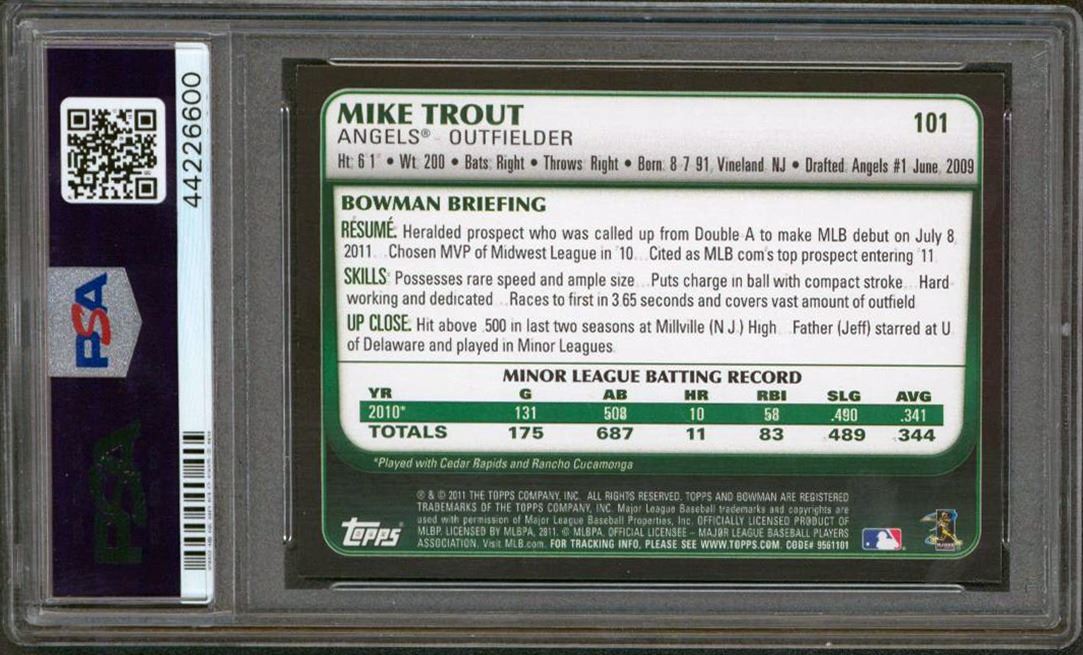 44226600
PSA
PSA
MIKE TROUT
101
ANGELS® - OUTFIELDER
Ht: 6'1" • Wt: 200 • Bats: Right • Throws: Right • Born: 8-7-91, Vineland, NJ • Drafted: Angels #1, June, 2009
BOWMAN BRIEFING
RÉSUMÉ: Heralded prospect who was called up from Double-A to make MLB debut on July 8,
2011...Chosen MVP of Midwest League in '10...Cited as MLB.com's top prospect entering '11.
SKILLS: Possesses rare speed and ample size...Puts charge in ball with compact stroke...Hard-
working and dedicated...Races to first in 3.65 seconds and covers vast amount of outfield.
UP CLOSE: Hit above .500 in last two seasons at Millville (N.J.) High...Father (Jeff) starred at U.
of Delaware and played in Minor Leagues.
MINOR LEAGUE BATTING RECORD
YR G AB HR RBI SLG AVG
2010* 131 508 10 58 .490 .341
TOTALS 175 687 11 83 .489 .344
*Played with Cedar Rapids and Rancho Cucamonga
® & © 2011 THE TOPPS COMPANY, INC. ALL RIGHTS RESERVED. TOPPS AND BOWMAN ARE REGISTERED
TRADEMARKS OF THE TOPPS COMPANY, INC. Major League Baseball trademarks and copyrights are
used with permission of Major League Baseball Properties, Inc. OFFICIALLY LICENSED PRODUCT OF
MLBP. LICENSED BY MLBPA, 2011. © MLBPA. OFFICIAL LICENSEE – MAJOR LEAGUE BASEBALL PLAYERS
ASSOCIATION. Visit MLB.com. FOR TRACKING INFO, PLEASE SEE WWW.TOPPS.COM. CODE# 9561101
Topps®